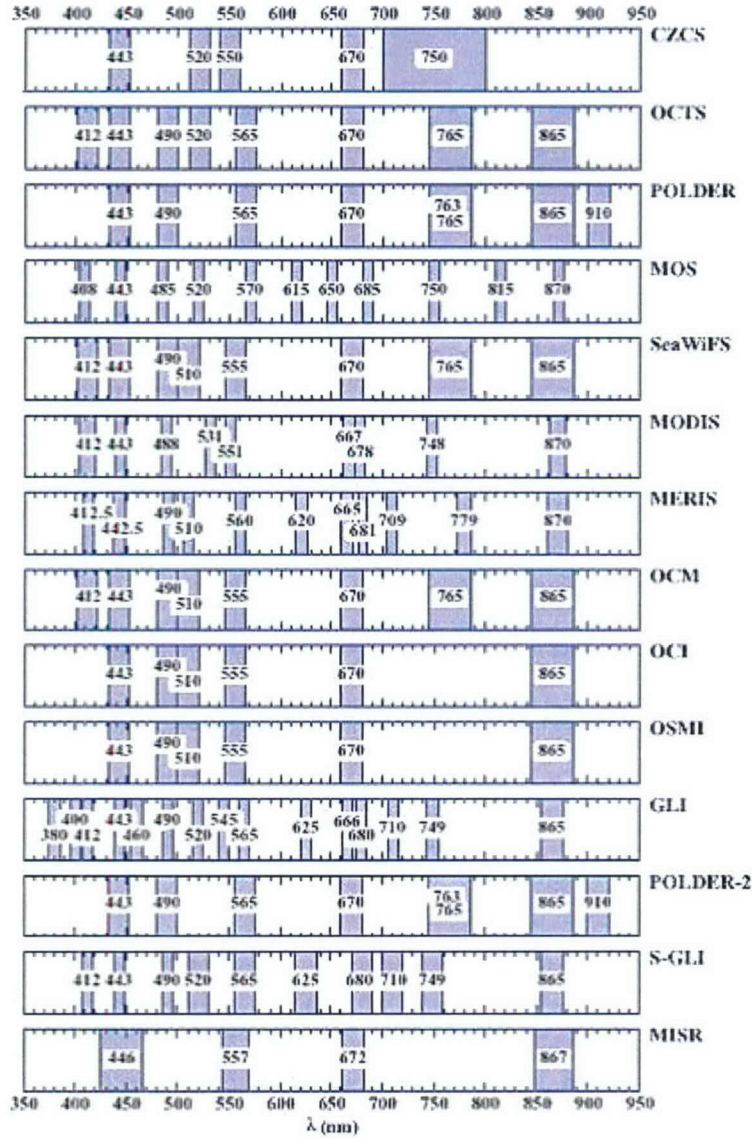 350 400 450 500 550 600 650 700 750 800 850 900 950
CZCS
443 520 550 670 750
OCTS
412 443 490 520 565 670 765 865
POLDER
443 490 565 670 763 765 865 910
MOS
408 443 485 520 570 615 650 685 750 815 870
SeaWiFS
412 443 490 510 555 670 765 865
MODIS
412 443 488 531 551 667 678 748 870
MERIS
412.5 442.5 490 510 560 620 665 681 709 779 870
OCM
412 443 490 510 555 670 765 865
OCI
443 490 510 555 670 865
OSMI
443 490 510 555 670 865
GLI
380 400 412 443 460 490 520 545 565 625 666 680 710 749 865
POLDER-2
443 490 565 670 763 765 865 910
S-GLI
412 443 490 520 565 625 680 710 749 865
MISR
446 557 672 867
350 400 450 500 550 600 650 700 750 800 850 900 950
λ (nm)